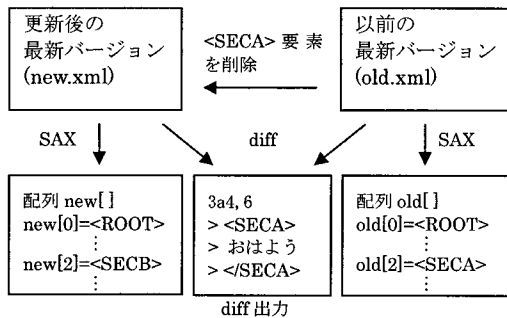 更新後の
最新バージョン
(new.xml)
<SECA> 要 素
を削除
以前の
最新バージョン
(old.xml)
SAX
diff
SAX
配列 new[ ]
new[0]=<ROOT>
⋮
new[2]=<SECB>
⋮
3a4, 6
> <SECA>
> おはよう
> </SECA>
配列 old[ ]
old[0]=<ROOT>
⋮
old[2]=<SECA>
⋮
diff 出力